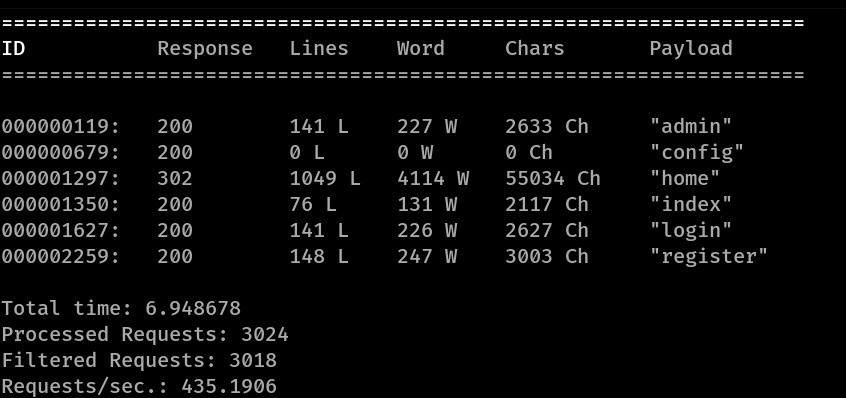 ===================================================================
ID           Response   Lines    Word     Chars       Payload
===================================================================
000000119:   200        141 L    227 W    2633 Ch     "admin"
000000679:   200        0 L      0 W      0 Ch        "config"
000001297:   302        1049 L   4114 W   55034 Ch    "home"
000001350:   200        76 L     131 W    2117 Ch     "index"
000001627:   200        141 L    226 W    2627 Ch     "login"
000002259:   200        148 L    247 W    3003 Ch     "register"
Total time: 6.948678
Processed Requests: 3024
Filtered Requests: 3018
Requests/sec.: 435.1906